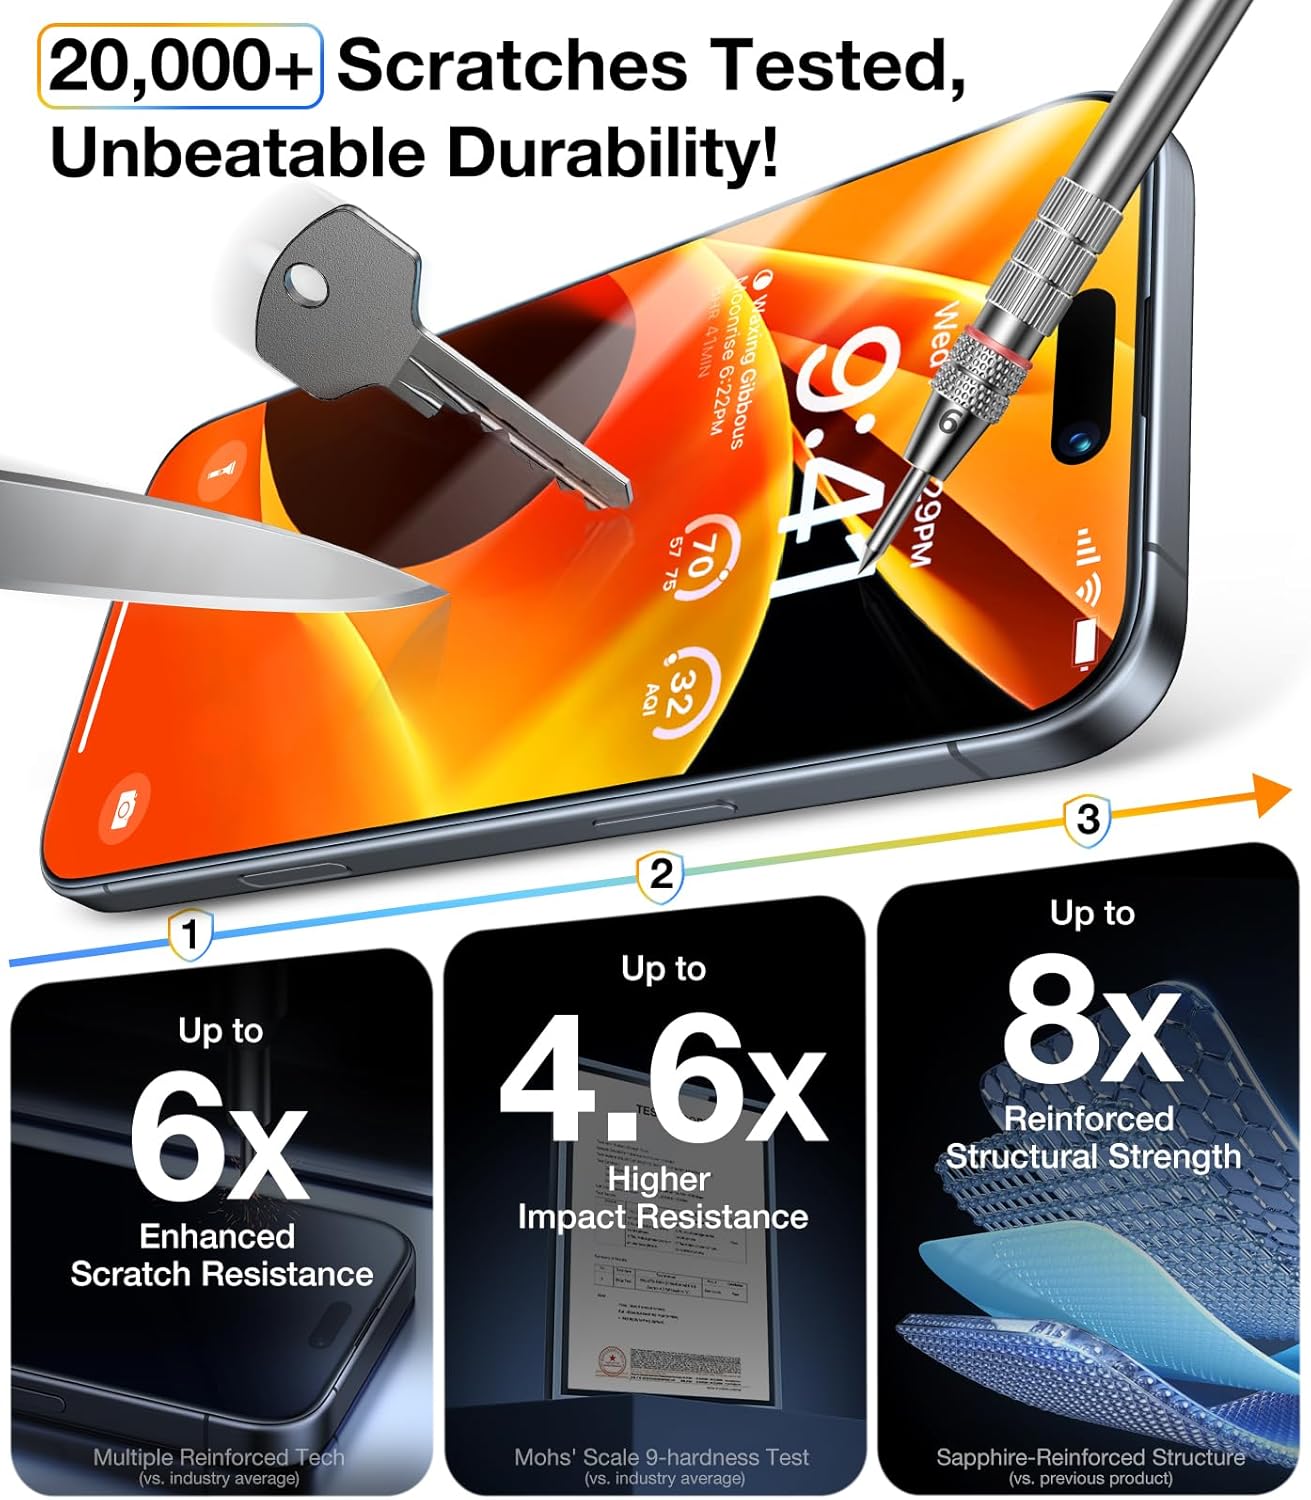 20,000+ Scratches Tested,
Unbeatable Durability!
Wed
29PM
9:41
Waxing Gibbous
Moonrise 6:22PM
41MIN
70
57 75
32
AQI
6
1
2
3
Up to
6x
Enhanced
Scratch Resistance
Multiple Reinforced Tech
(vs. industry average)
Up to
4.6x
Higher
Impact Resistance
Mohs' Scale 9-hardness Test
(vs. industry average)
Up to
8x
Reinforced
Structural Strength
Sapphire-Reinforced Structure
(vs. previous product)